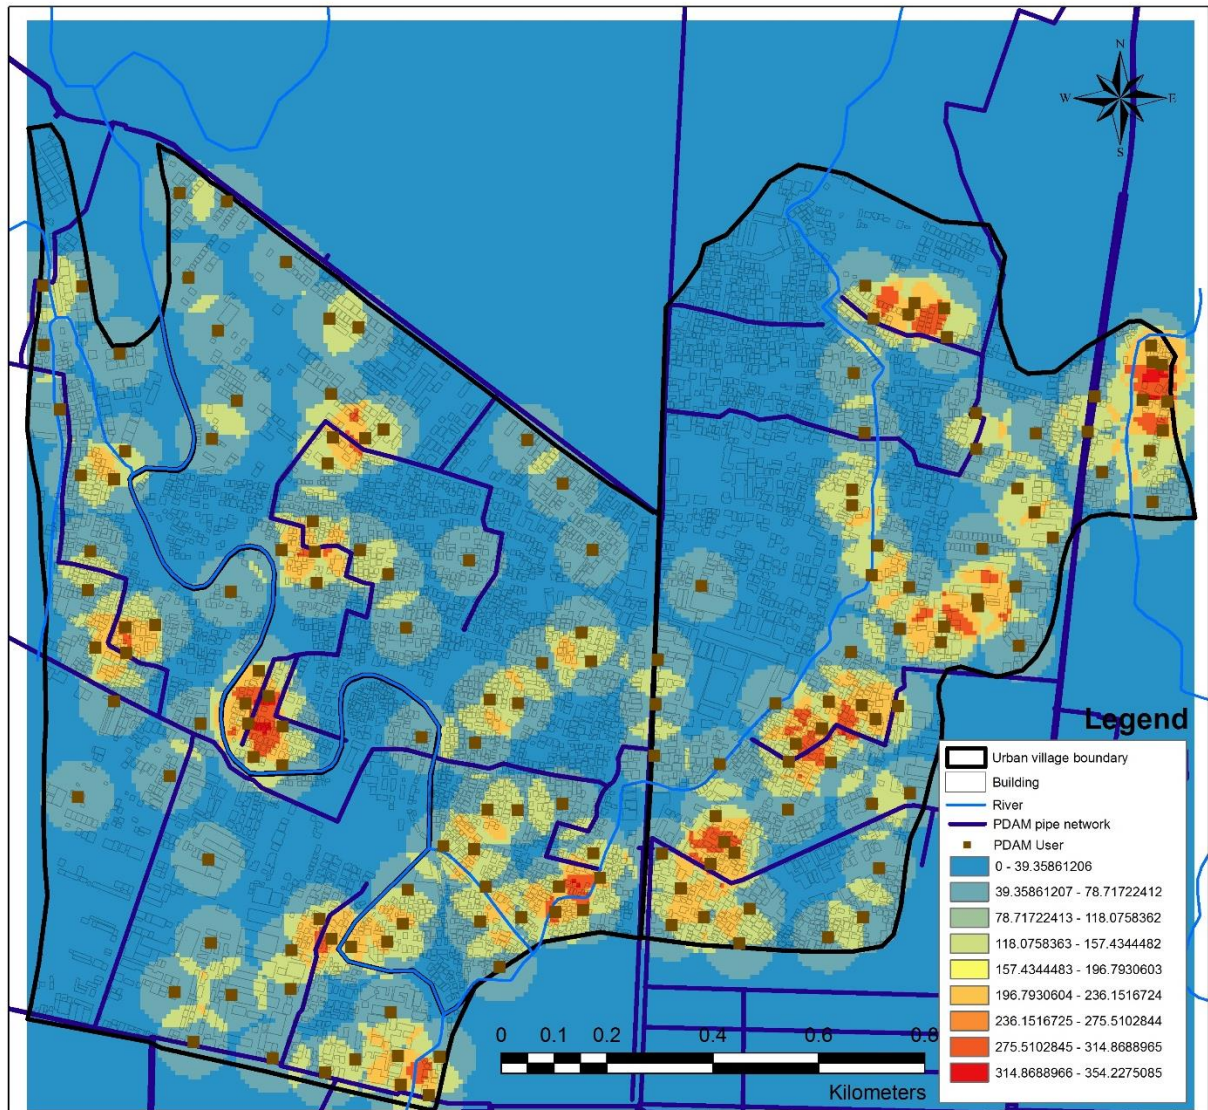 N
W E
S
Legend
Urban village boundary
Building
River
PDAM pipe network
PDAM User
0 - 39.35861206
39.35861207 - 78.71722412
78.71722413 - 118.0758362
118.0758363 - 157.4344482
157.4344483 - 196.7930603
196.7930604 - 236.1516724
236.1516725 - 275.5102844
275.5102845 - 314.8688965
314.8688966 - 354.2275085
0 0.1 0.2 0.4 0.6 0.8
Kilometers